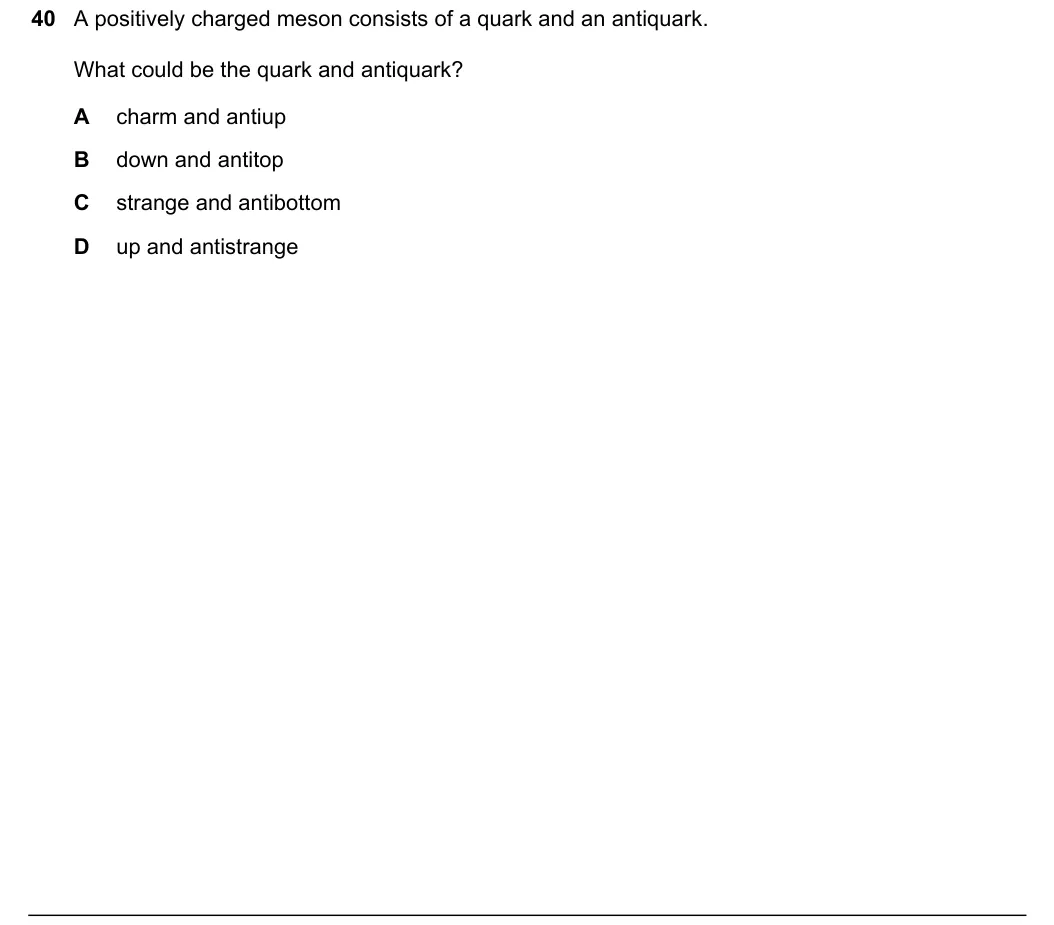 40 A positively charged meson consists of a quark and an antiquark.
What could be the quark and antiquark?
A charm and antiup
B down and antitop
C strange and antibottom
D up and antistrange